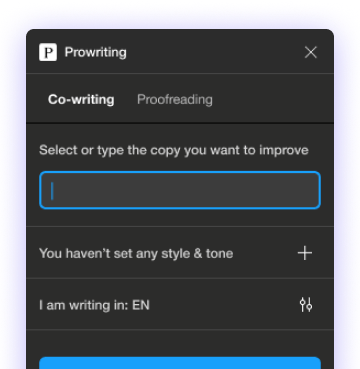 P Prowriting
Co-writing Proofreading
Select or type the copy you want to improve
You haven't set any style & tone
I am writing in: EN